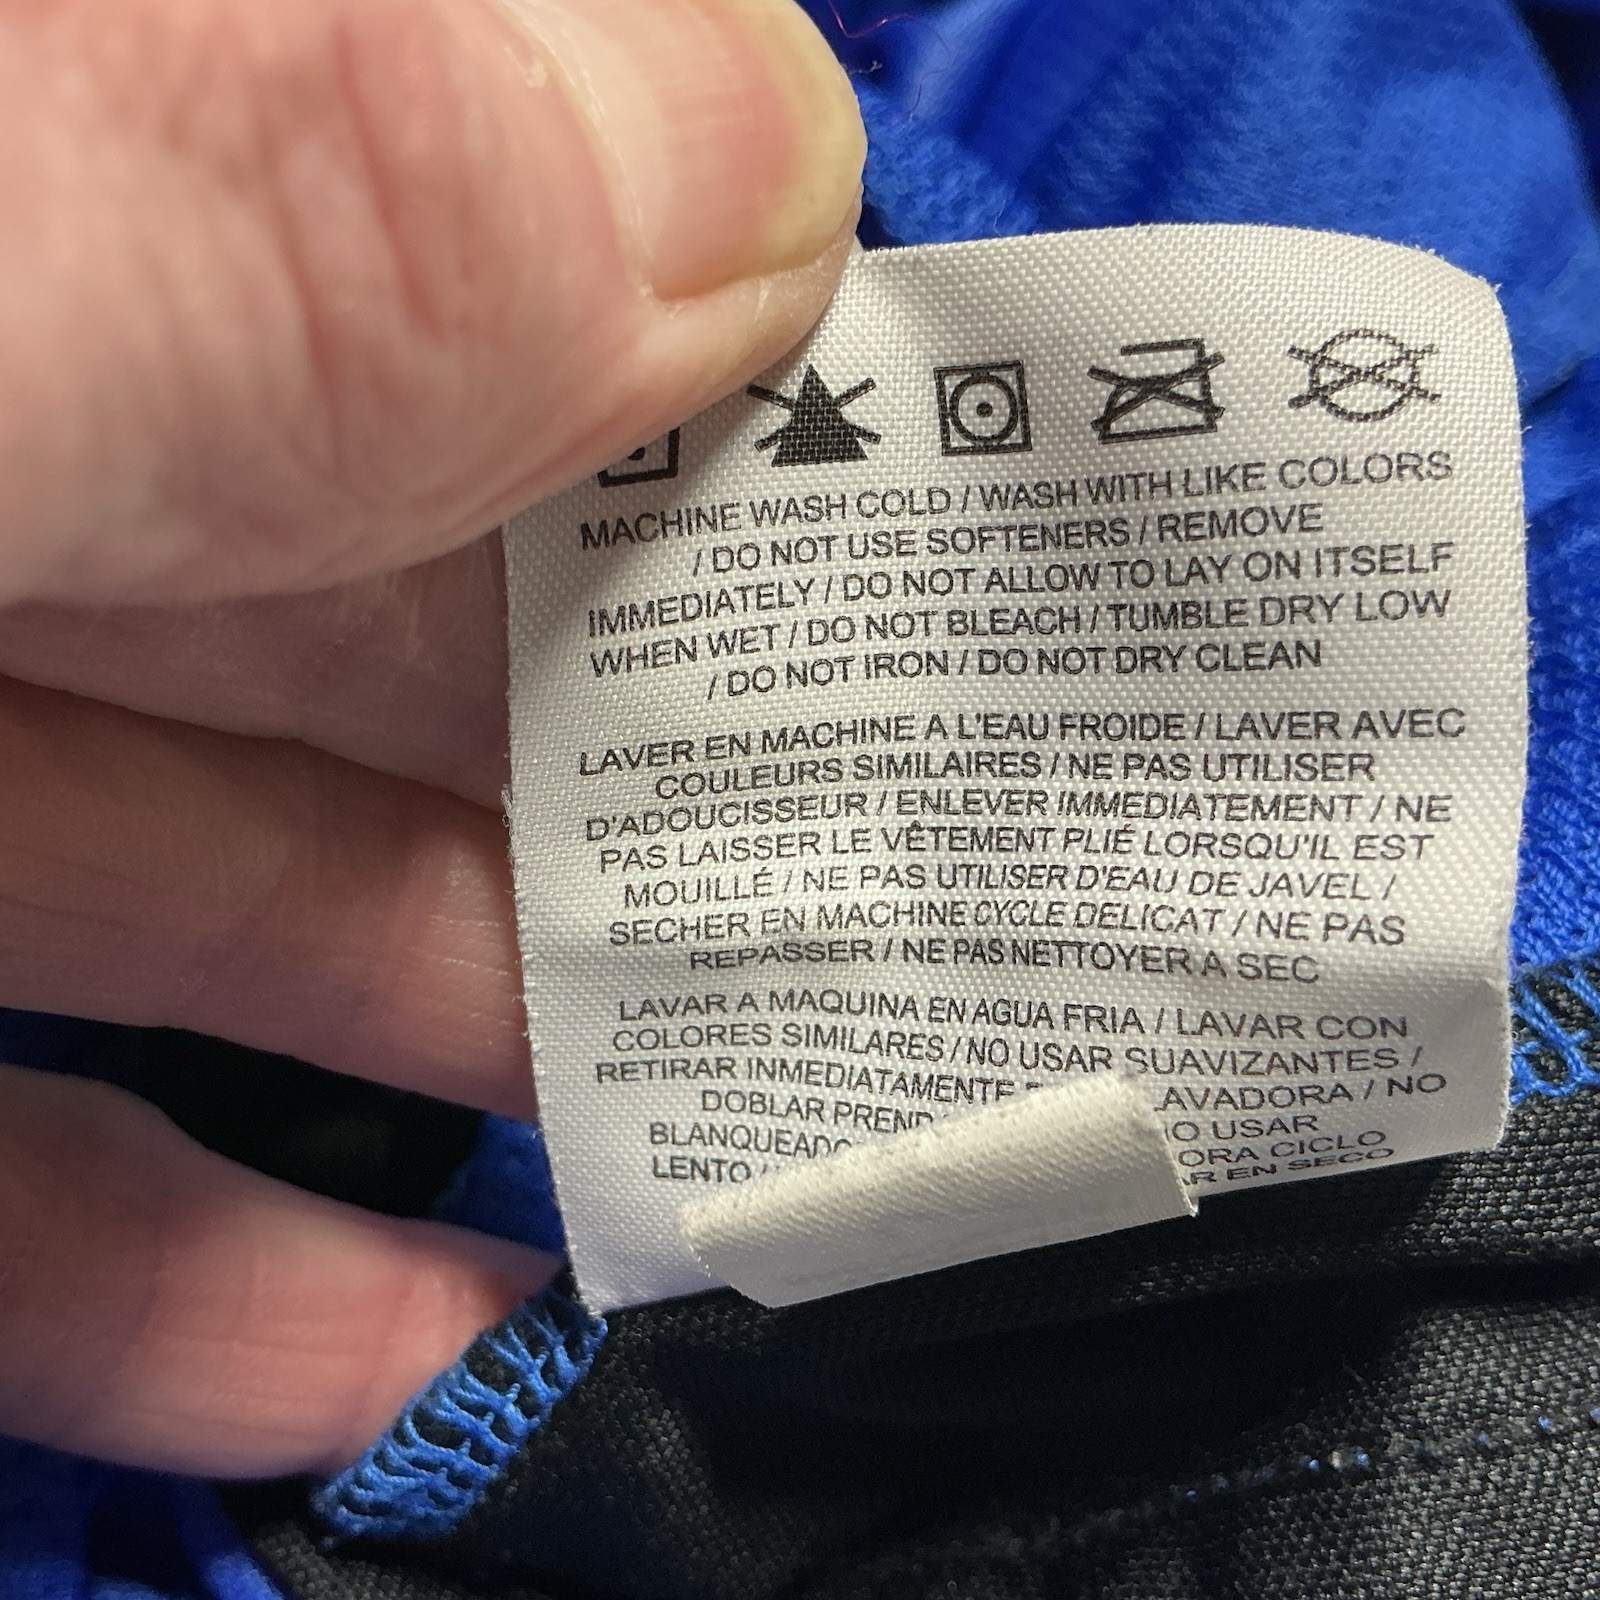 MACHINE WASH COLD / WASH WITH LIKE COLORS
/ DO NOT USE SOFTENERS / REMOVE
IMMEDIATELY / DO NOT ALLOW TO LAY ON ITSELF
WHEN WET / DO NOT BLEACH / TUMBLE DRY LOW
/ DO NOT IRON / DO NOT DRY CLEAN
LAVER EN MACHINE A L'EAU FROIDE / LAVER AVEC
COULEURS SIMILAIRES / NE PAS UTILISER
D'ADOUCISSEUR / ENLEVER IMMEDIATEMENT / NE
PAS LAISSER LE VÊTEMENT PLIÉ LORSQU'IL EST
MOUILLÉ / NE PAS UTILISER D'EAU DE JAVEL /
SECHER EN MACHINE CYCLE DELICAT / NE PAS
REPASSER / NE PAS NETTOYER A SEC
LAVAR A MAQUINA EN AGUA FRIA / LAVAR CON
COLORES SIMILARES / NO USAR SUAVIZANTES /
RETIRAR INMEDIATAMENTE LAVADORA / NO
DOBLAR USAR
CICLO
LENTO EN SECO